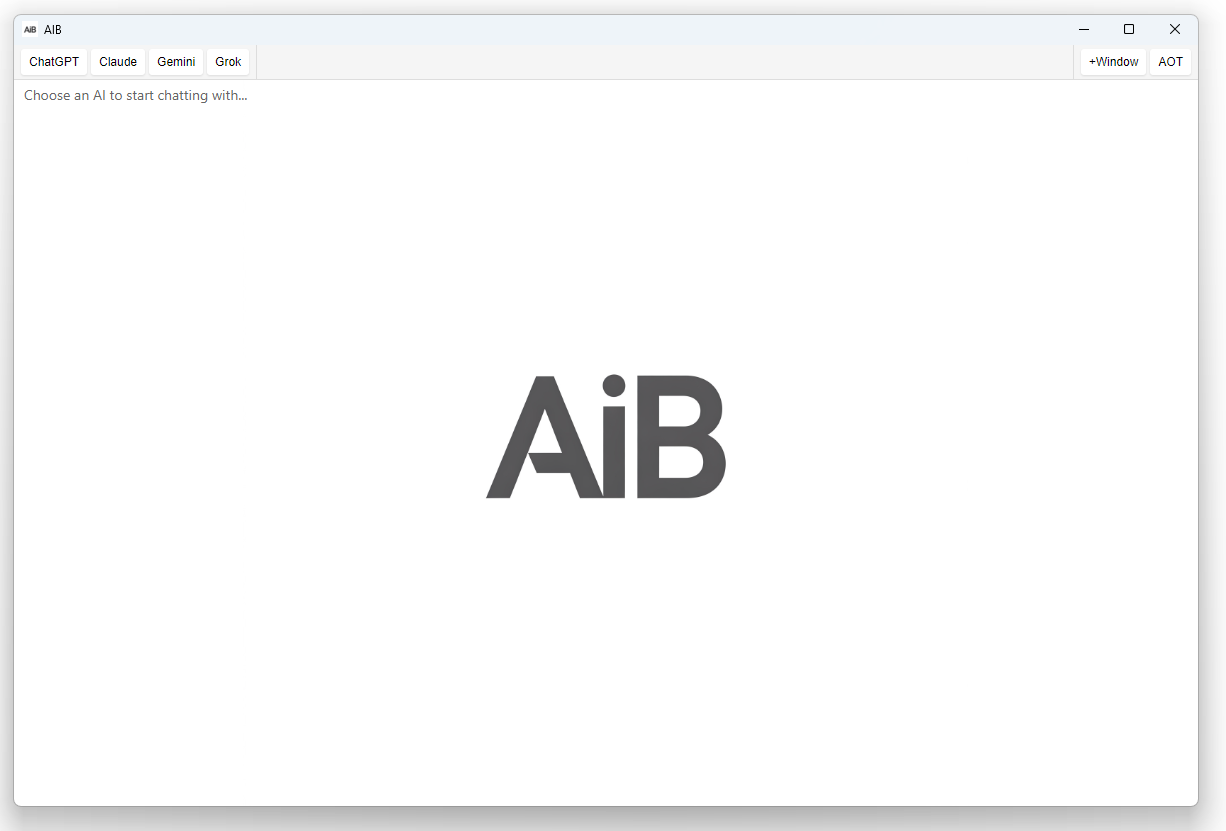 AiB AIB
ChatGPT Claude Gemini Grok +Window AOT
Choose an AI to start chatting with...
AiB